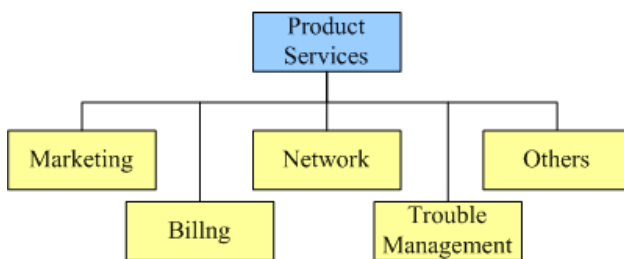 Product
Services
Marketing
Network
Others
Billng
Trouble
Management